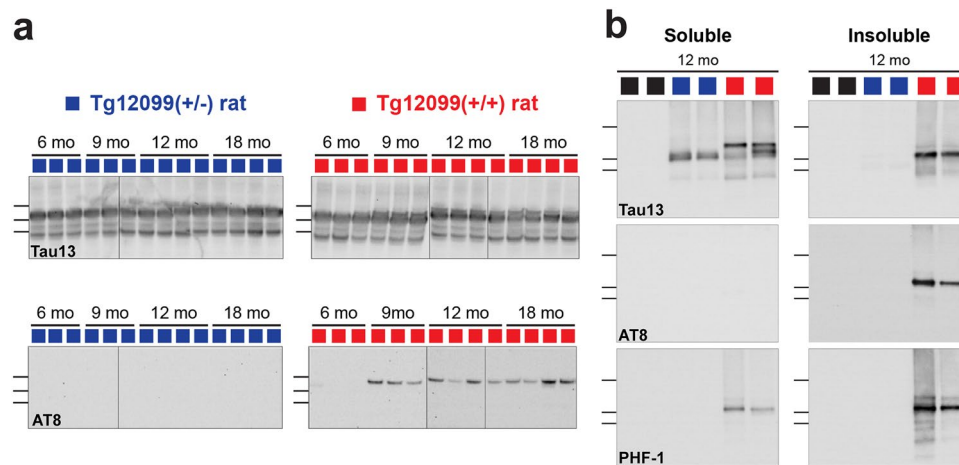 a
Tg12099(+/-) rat
Tg12099(+/+) rat
6 mo 9 mo 12 mo 18 mo
6 mo 9 mo 12 mo 18 mo
Tau13
6 mo 9 mo 12 mo 18 mo
6 mo 9mo 12 mo 18 mo
AT8
b
Soluble
Insoluble
12 mo
12 mo
Tau13
AT8
PHF-1